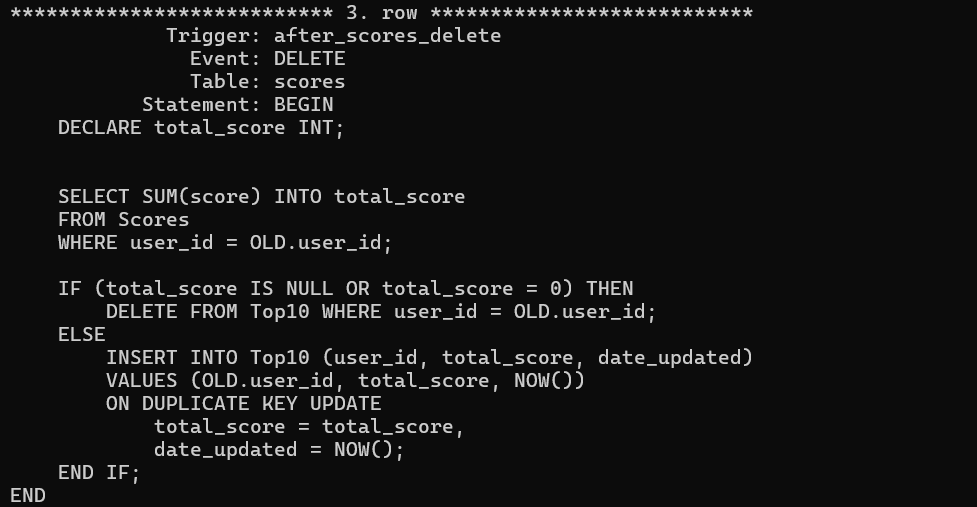 *************************** 3. row ***************************
Trigger: after_scores_delete
Event: DELETE
Table: scores
Statement: BEGIN
DECLARE total_score INT;
SELECT SUM(score) INTO total_score
FROM Scores
WHERE user_id = OLD.user_id;
IF (total_score IS NULL OR total_score = 0) THEN
DELETE FROM Top10 WHERE user_id = OLD.user_id;
ELSE
INSERT INTO Top10 (user_id, total_score, date_updated)
VALUES (OLD.user_id, total_score, NOW())
ON DUPLICATE KEY UPDATE
total_score = total_score,
date_updated = NOW();
END IF;
END